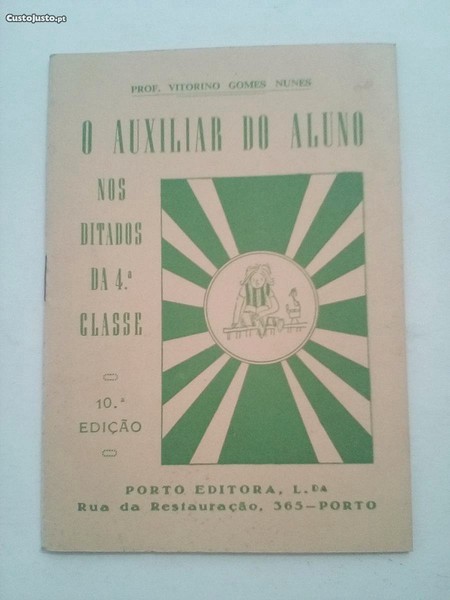 CustoJusto.pt
PROF. VITORINO GOMES NUNES
O AUXILIAR DO ALUNO
NOS
DITADOS
DA 4.ª
CLASSE
10.ª
EDIÇÃO
PORTO EDITORA, L.DA
Rua da Restauração, 365—PORTO